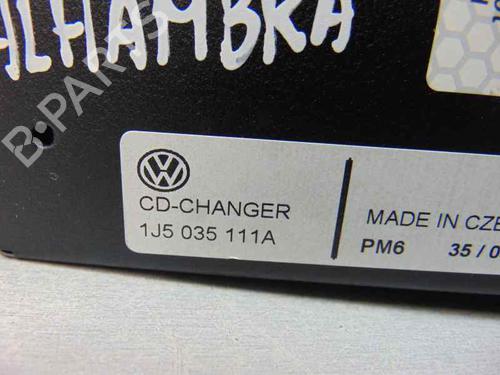 ALHAMBRA
B-PARTS
CD-CHANGER
1J5 035 111A
MADE IN CZE
PM6 35 / 0